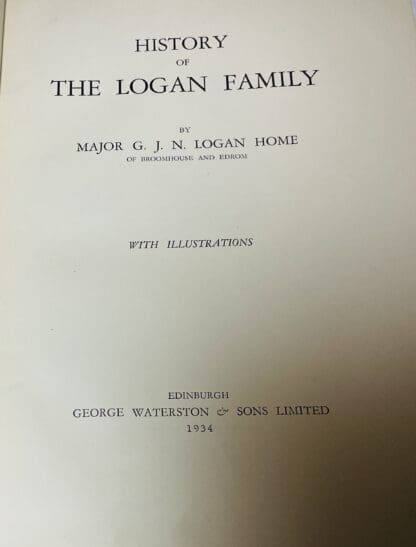 HISTORY
OF
THE LOGAN FAMILY
BY
MAJOR G. J. N. LOGAN HOME
OF BROOMHOUSE AND EDROM
WITH ILLUSTRATIONS
EDINBURGH
GEORGE WATERSTON & SONS LIMITED
1934